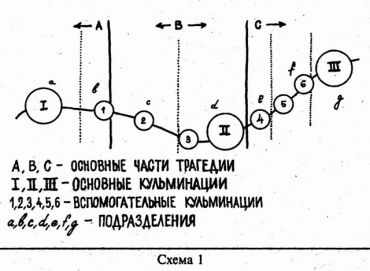 A B C
a b c d e f g
I 1 2 3 II 4 5 6 III
A, B, C - ОСНОВНЫЕ ЧАСТИ ТРАГЕДИИ
I, II, III - ОСНОВНЫЕ КУЛЬМИНАЦИИ
1,2,3,4,5,6 - ВСПОМОГАТЕЛЬНЫЕ КУЛЬМИНАЦИИ
a,b,c,d,e,f,g - ПОДРАЗДЕЛЕНИЯ
Схема 1